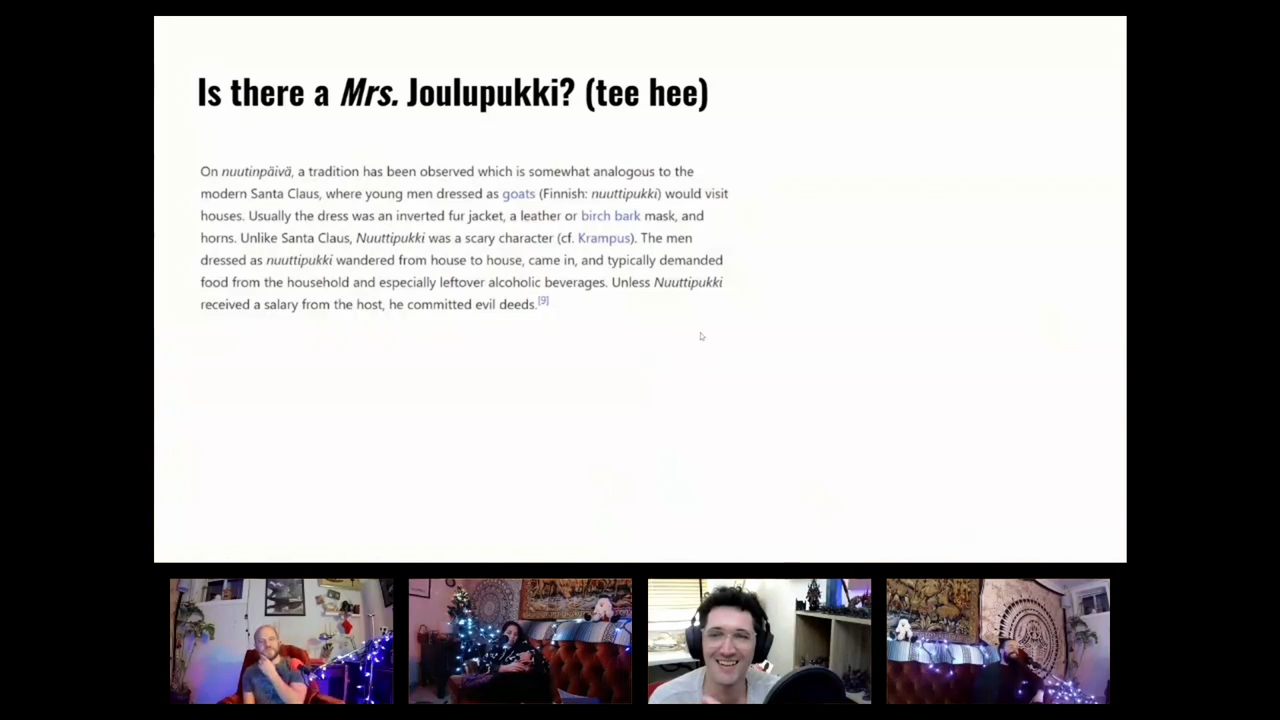 Is there a Mrs. Joulupukki? (tee hee)
On nuutinpäivä, a tradition has been observed which is somewhat analogous to the
modern Santa Claus, where young men dressed as goats (Finnish: nuuttipukki) would visit
houses. Usually the dress was an inverted fur jacket, a leather or birch bark mask, and
horns. Unlike Santa Claus, Nuuttipukki was a scary character (cf. Krampus). The men
dressed as nuuttipukki wandered from house to house, came in, and typically demanded
food from the household and especially leftover alcoholic beverages. Unless Nuuttipukki
received a salary from the host, he committed evil deeds.[9]